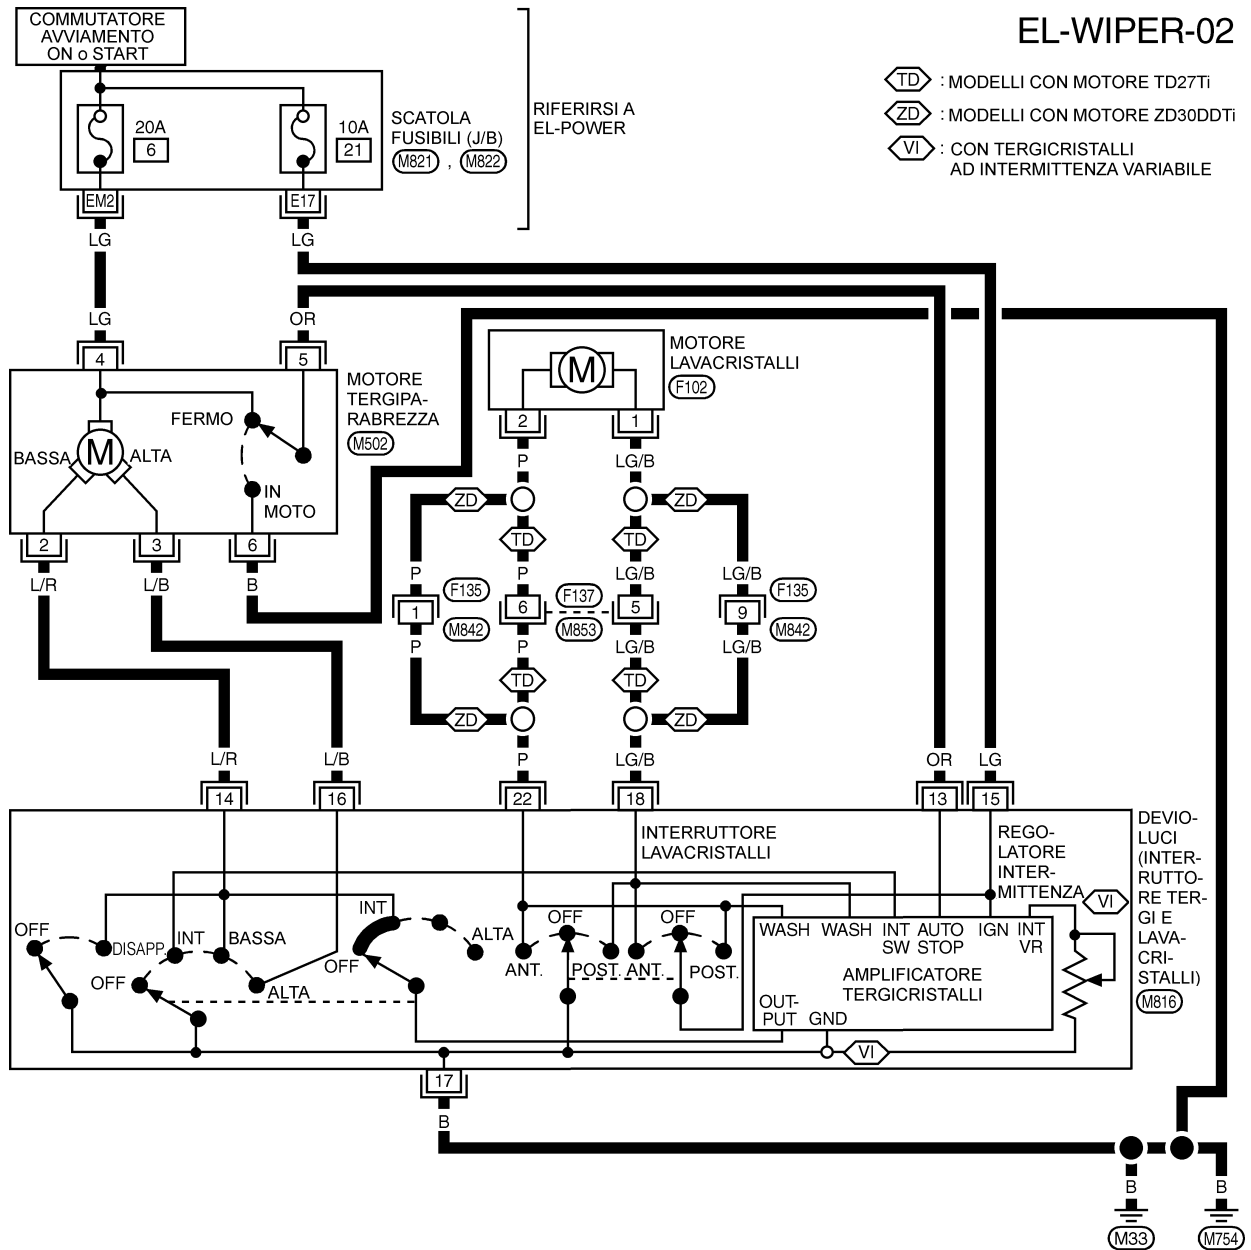 COMMUTATORE
AVVIAMENTO
ON o START
EL-WIPER-02
TD : MODELLI CON MOTORE TD27Ti
ZD : MODELLI CON MOTORE ZD30DDTi
VI : CON TERGICRISTALLI
AD INTERMITTENZA VARIABILE
20A
6
10A
21
SCATOLA
FUSIBILI (J/B)
M821 , M822
RIFERIRSI A
EL-POWER
EM2
E17
LG
LG
LG
OR
4
5
MOTORE
TERGIPA-
RABREZZA
M502
FERMO
M
BASSA
ALTA
IN
MOTO
2
3
6
L/R
L/B
B
MOTORE
LAVACRISTALLI
F102
M
2
1
P
LG/B
ZD
ZD
TD
TD
P
P
LG/B
LG/B
F135
F137
F135
1
6
5
9
M842
M853
M842
P
P
LG/B
LG/B
TD
TD
ZD
ZD
L/R
L/B
P
LG/B
OR
LG
14
16
22
18
13
15
INTERRUTTORE
LAVACRISTALLI
REGO-
LATORE
INTER-
MITTENZA
VI
DEVIO-
LUCI
(INTER-
RUTTO-
RE TER-
GI E
LAVA-
CRI-
STALLI)
M816
OFF
DISAPP.
INT
BASSA
OFF
ALTA
INT
OFF
ALTA
OFF
ANT.
POST.
OFF
ANT.
POST.
WASH
WASH
INT
SW
AUTO
STOP
IGN
INT
VR
AMPLIFICATORE
TERGICRISTALLI
OUT-
PUT
GND
VI
17
B
B
B
M33
M754